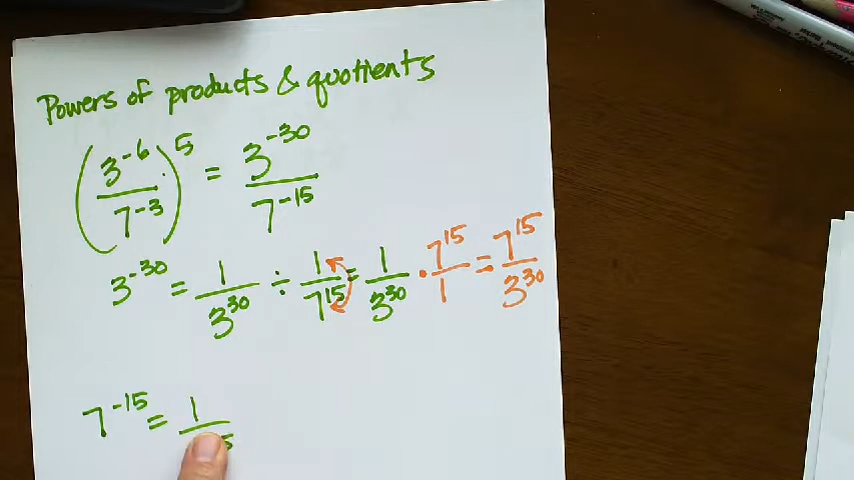 Powers of products & quotients
(3^-6 / 7^-3)^5 = 3^-30 / 7^-15
3^-30 = 1/3^30 ÷ 1/7^15 = 1/3^30 · 7^15/1 = 7^15/3^30
7^-15 = 1/